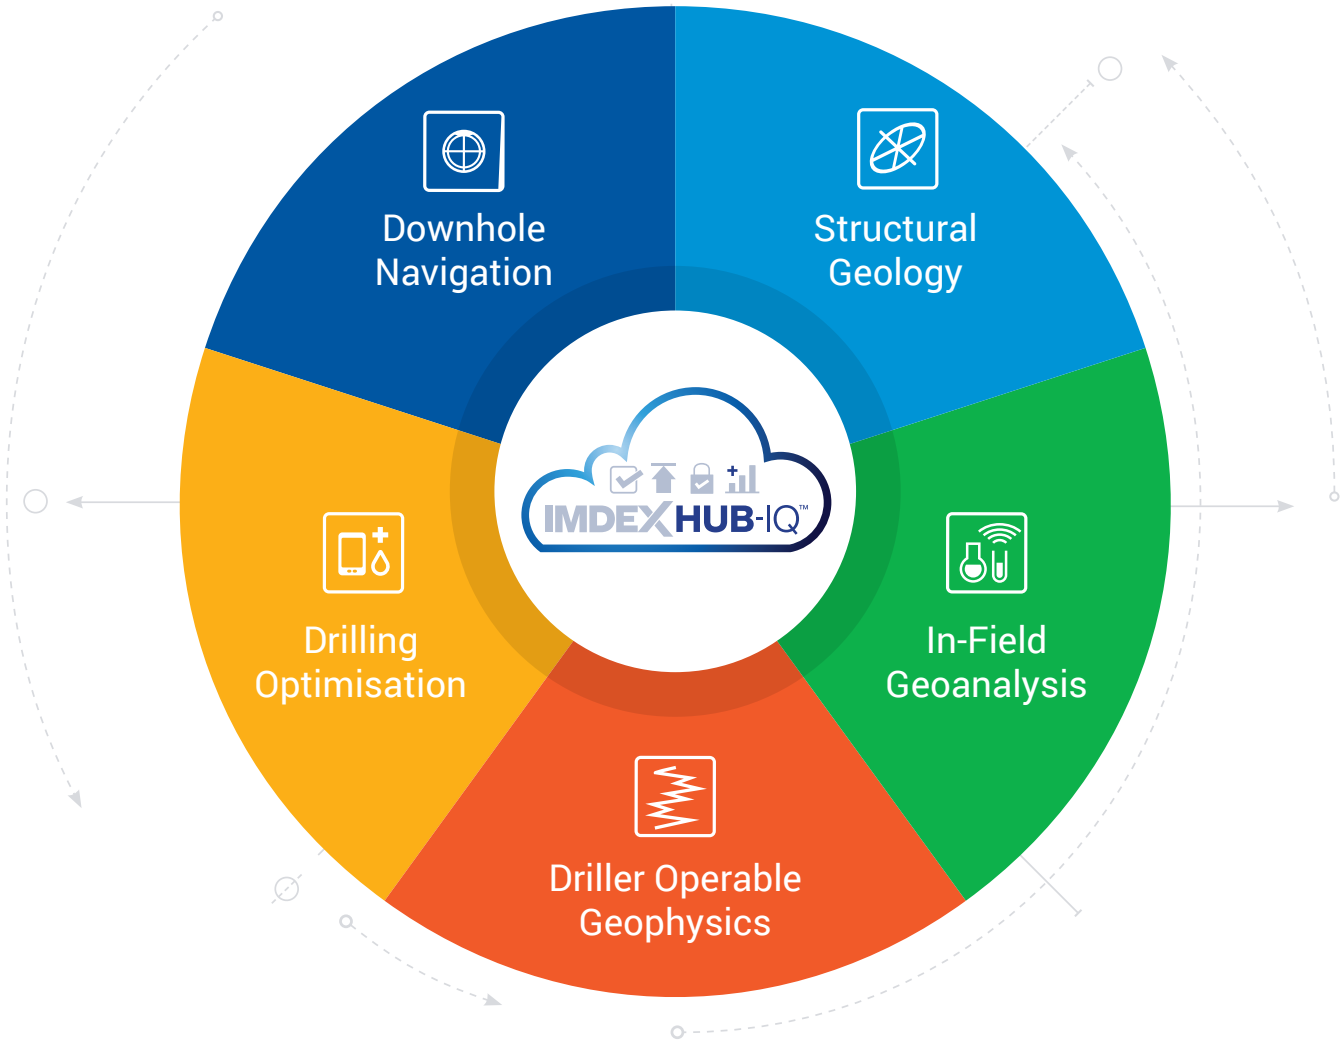 Downhole
Navigation
Structural
Geology
IMDEXHUB-IQ™
Drilling
Optimisation
In-Field
Geoanalysis
Driller Operable
Geophysics